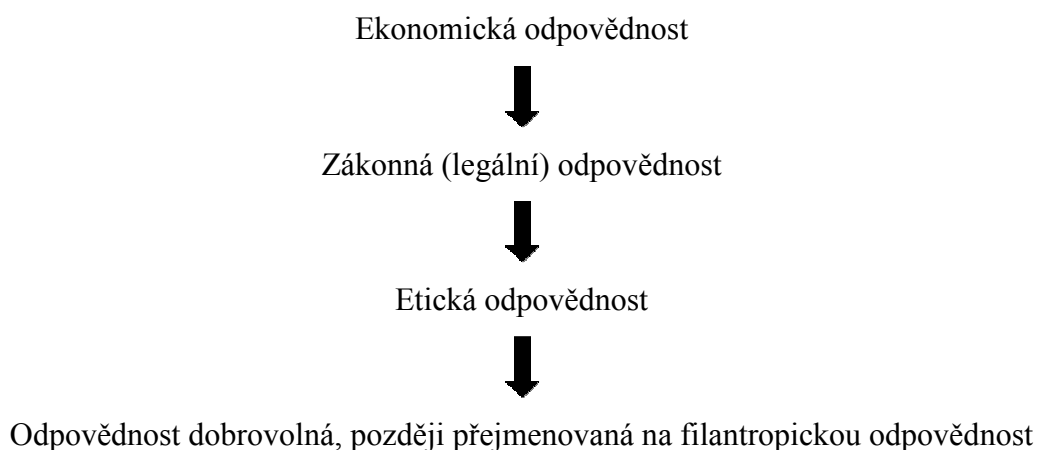 Ekonomická odpovědnost
Zákonná (legální) odpovědnost
Etická odpovědnost
Odpovědnost dobrovolná, později přejmenovaná na filantropickou odpovědnost